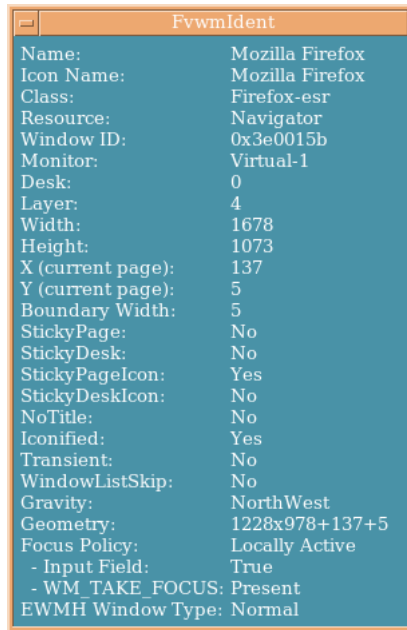 FvwmIdent
Name: Mozilla Firefox
Icon Name: Mozilla Firefox
Class: Firefox-esr
Resource: Navigator
Window ID: 0x3e0015b
Monitor: Virtual-1
Desk: 0
Layer: 4
Width: 1678
Height: 1073
X (current page): 137
Y (current page): 5
Boundary Width: 5
StickyPage: No
StickyDesk: No
StickyPageIcon: Yes
StickyDeskIcon: No
NoTitle: No
Iconified: Yes
Transient: No
WindowListSkip: No
Gravity: NorthWest
Geometry: 1228x978+137+5
Focus Policy: Locally Active
- Input Field: True
- WM_TAKE_FOCUS: Present
EWMH Window Type: Normal